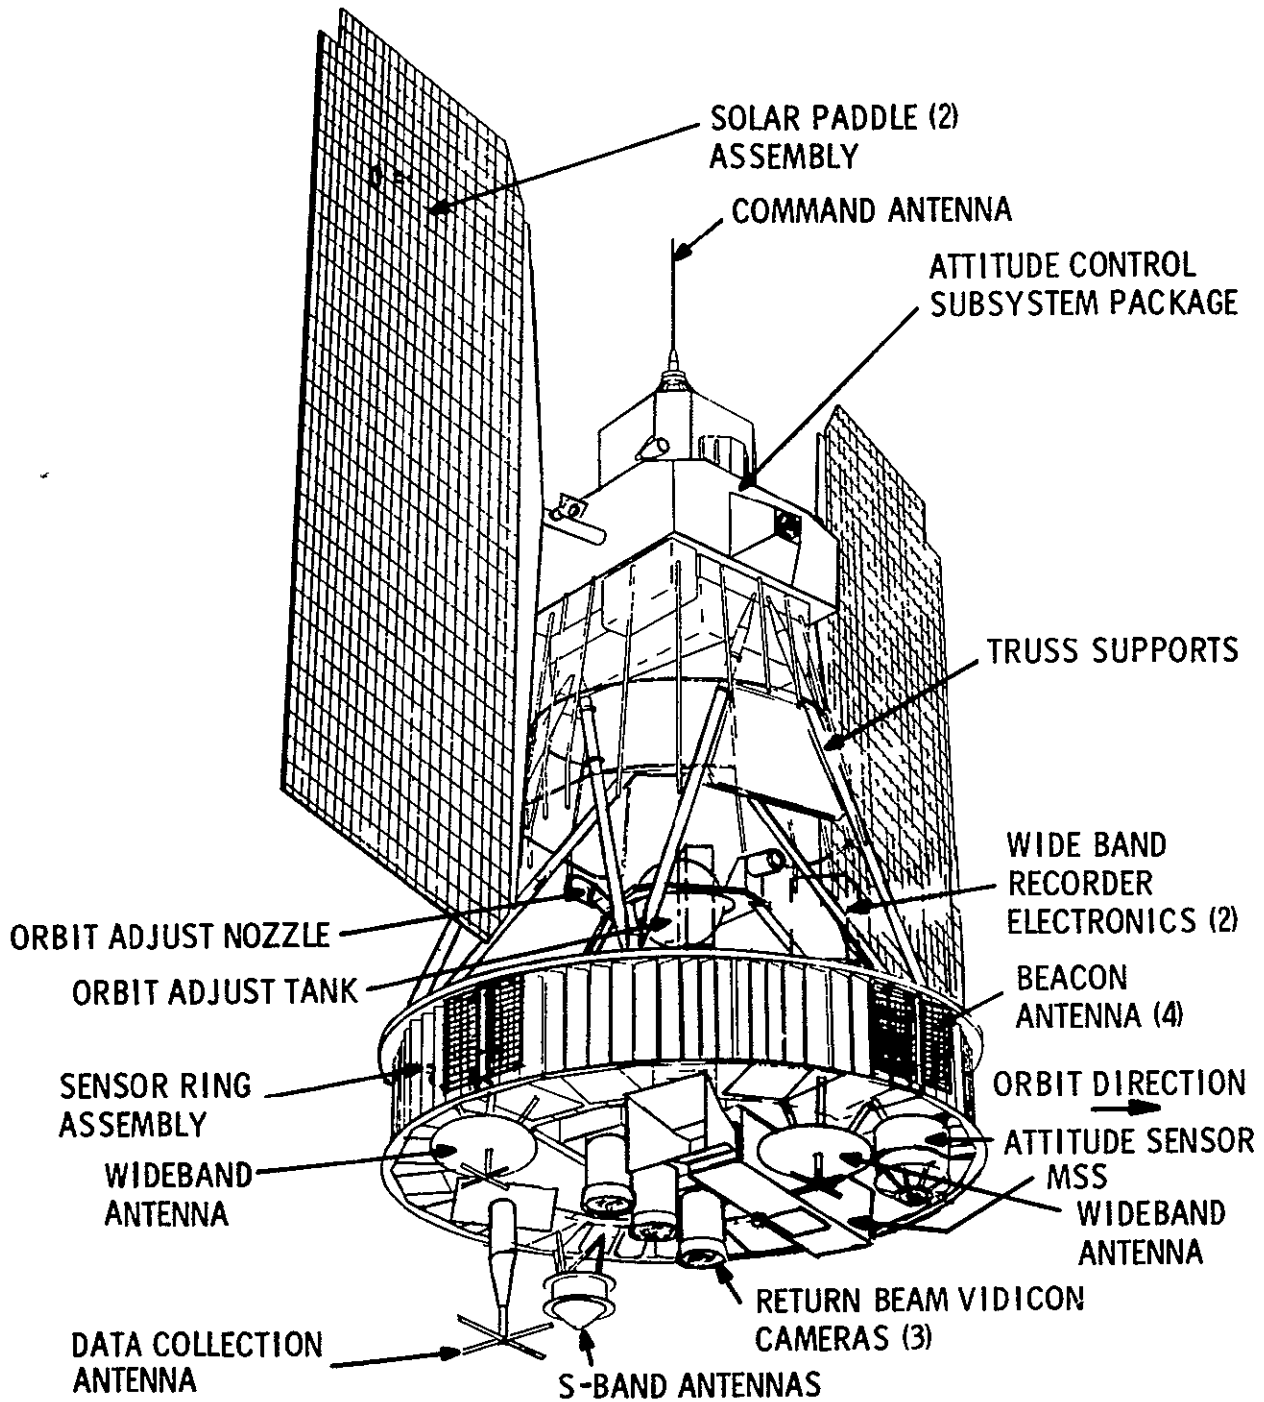 SOLAR PADDLE (2)
ASSEMBLY
COMMAND ANTENNA
ATTITUDE CONTROL
SUBSYSTEM PACKAGE
TRUSS SUPPORTS
WIDE BAND
RECORDER
ELECTRONICS (2)
ORBIT ADJUST NOZZLE
ORBIT ADJUST TANK
BEACON
ANTENNA (4)
SENSOR RING
ASSEMBLY
ORBIT DIRECTION
ATTITUDE SENSOR
MSS
WIDEBAND
ANTENNA
WIDEBAND
ANTENNA
RETURN BEAM VIDICON
CAMERAS (3)
DATA COLLECTION
ANTENNA
S-BAND ANTENNAS